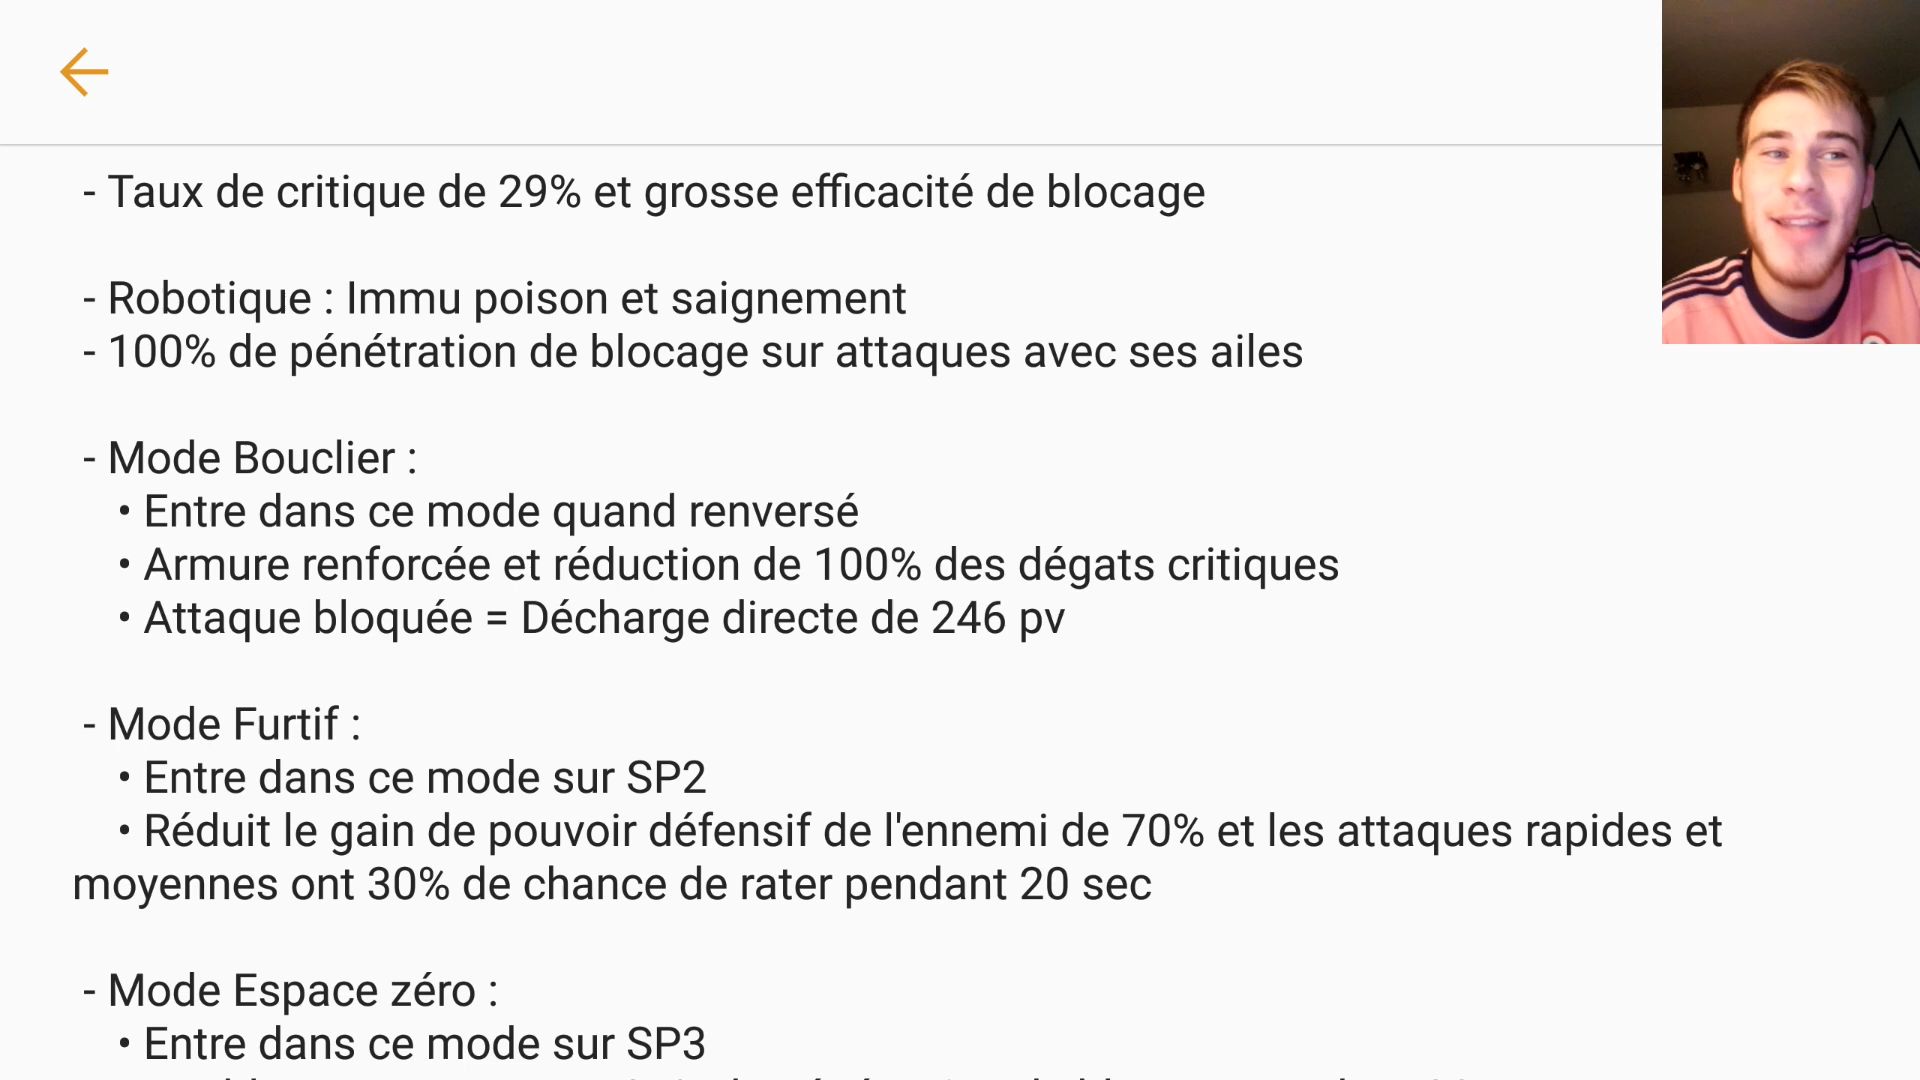 - Taux de critique de 29% et grosse efficacité de blocage
- Robotique : Immu poison et saignement
- 100% de pénétration de blocage sur attaques avec ses ailes
- Mode Bouclier :
• Entre dans ce mode quand renversé
• Armure renforcée et réduction de 100% des dégats critiques
• Attaque bloquée = Décharge directe de 246 pv
- Mode Furtif :
• Entre dans ce mode sur SP2
• Réduit le gain de pouvoir défensif de l'ennemi de 70% et les attaques rapides et
moyennes ont 30% de chance de rater pendant 20 sec
- Mode Espace zéro :
• Entre dans ce mode sur SP3